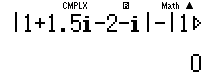 CMPLX R Math ▲
|1+1.5i-2-i|-|1▷
0